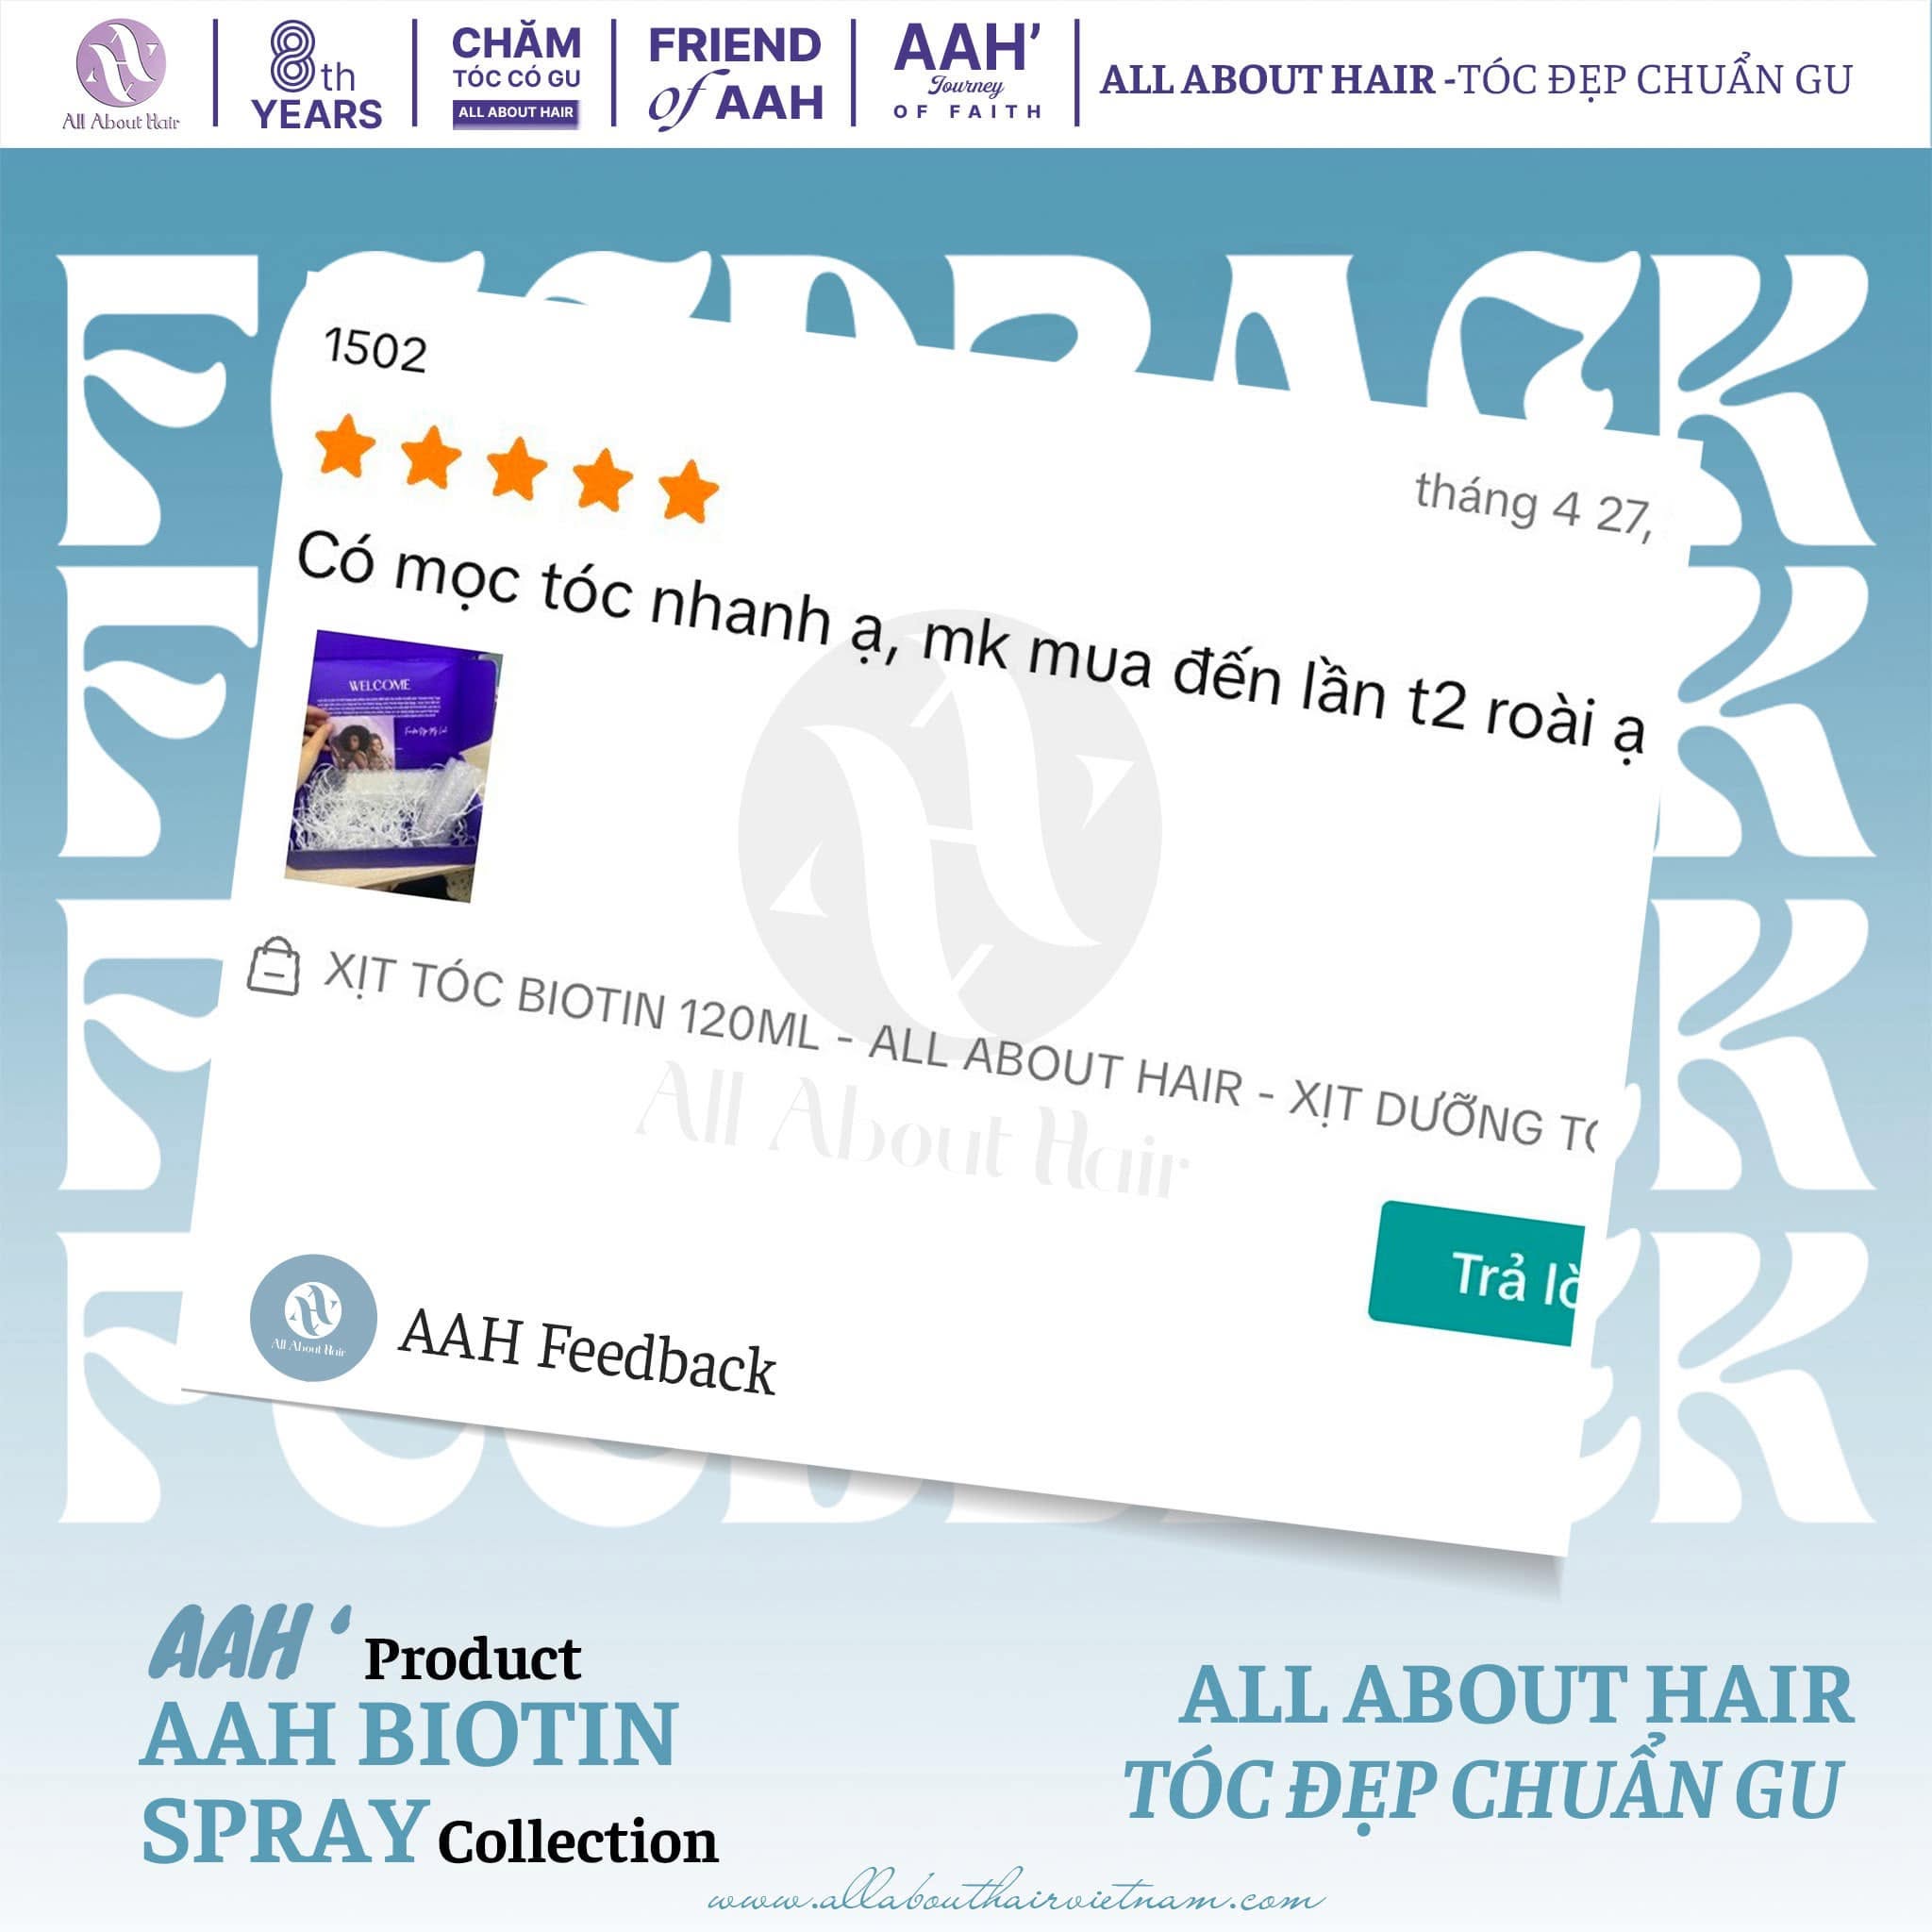 All About Hair
8th
YEARS
CHĂM
TÓC CÓ GU
ALL ABOUT HAIR
FRIEND
of AAH
AAH’
Journey
OF FAITH
ALL ABOUT HAIR -TÓC ĐẸP CHUẨN GU
1502
tháng 4 27,
Có mọc tóc nhanh ạ, mk mua đến lần t2 roài ạ
WELCOME
XỊT TÓC BIOTIN 120ML - ALL ABOUT HAIR - XỊT DƯỠNG
All About Hair
Trả
All About Hair
AAH Feedback
AAH ‘ Product
AAH BIOTIN
SPRAY Collection
ALL ABOUT HAIR
TÓC ĐẸP CHUẨN GU
www.allabouthairvietnam.com